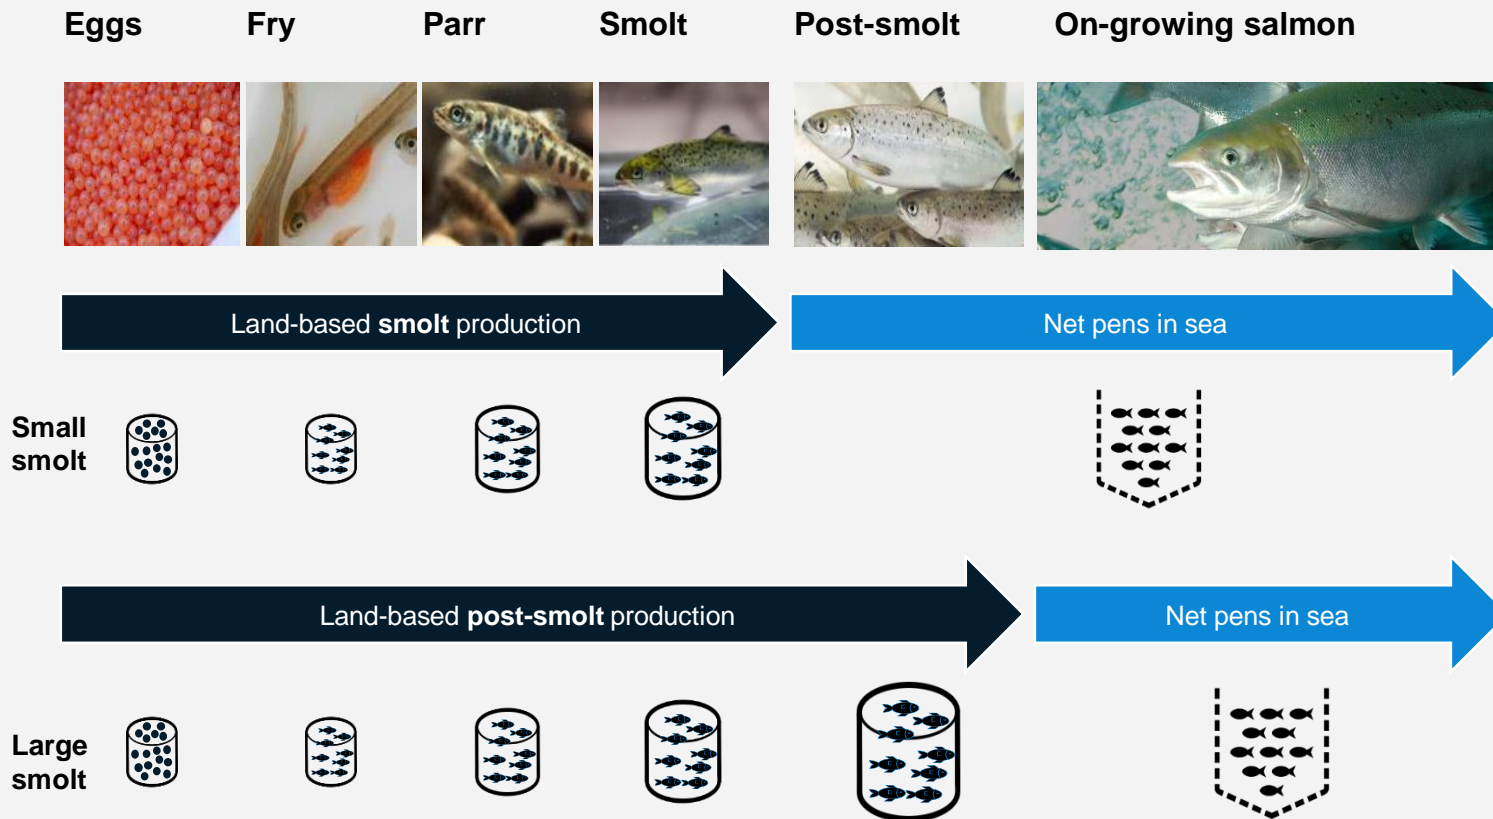 Eggs
Fry
Parr
Smolt
Post-smolt
On-growing salmon
Land-based smolt production
Net pens in sea
Small
smolt
Land-based post-smolt production
Net pens in sea
Large
smolt